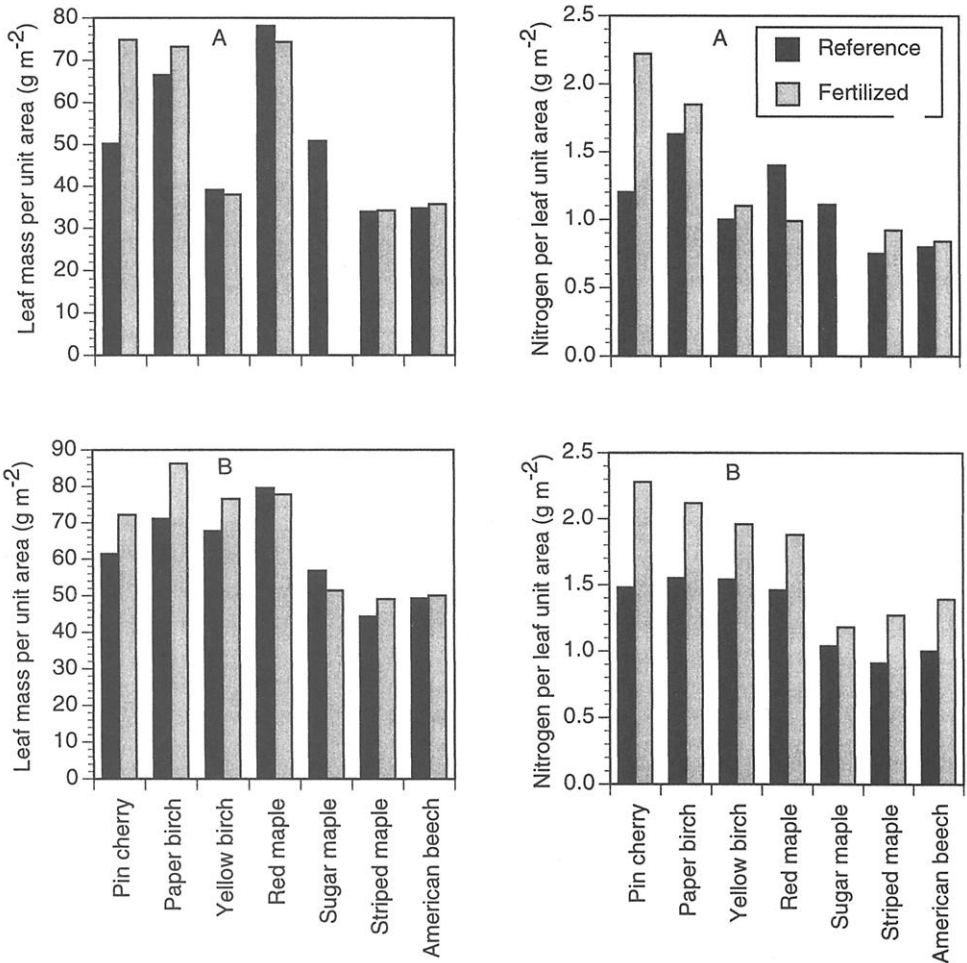 Leaf mass per unit area (g m⁻²)
80
70
60
50
40
30
20
10
0
A
Nitrogen per leaf unit area (g m⁻²)
2.5
2.0
1.5
1.0
0.5
0.0
A
Reference
Fertilized
Leaf mass per unit area (g m⁻²)
90
80
70
60
50
40
30
20
10
0
B
Pin cherry
Paper birch
Yellow birch
Red maple
Sugar maple
Striped maple
American beech
Nitrogen per leaf unit area (g m⁻²)
2.5
2.0
1.5
1.0
0.5
0.0
B
Pin cherry
Paper birch
Yellow birch
Red maple
Sugar maple
Striped maple
American beech